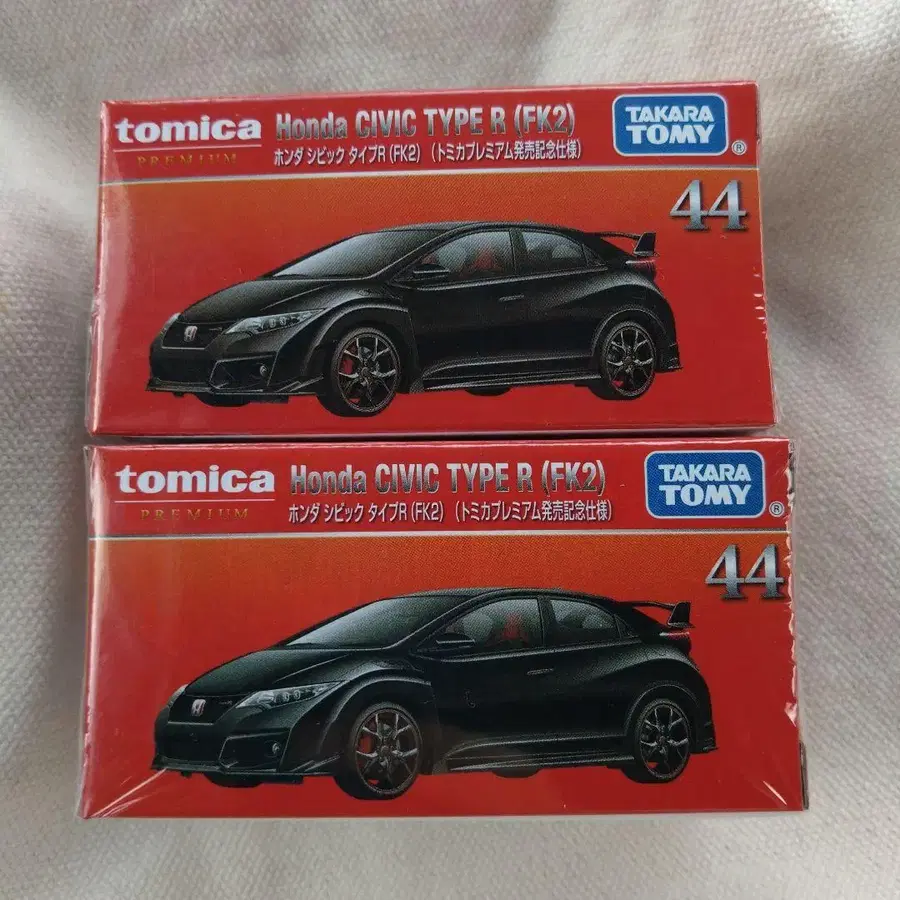 tomica
PREMIUM
Honda CIVIC TYPE R (FK2)
ホンダ シビック タイプR (FK2) (トミカプレミアム発売記念仕様)
TAKARA
TOMY
®
44
tomica
PREMIUM
Honda CIVIC TYPE R (FK2)
ホンダ シビック タイプR (FK2) (トミカプレミアム発売記念仕様)
TAKARA
TOMY
®
44